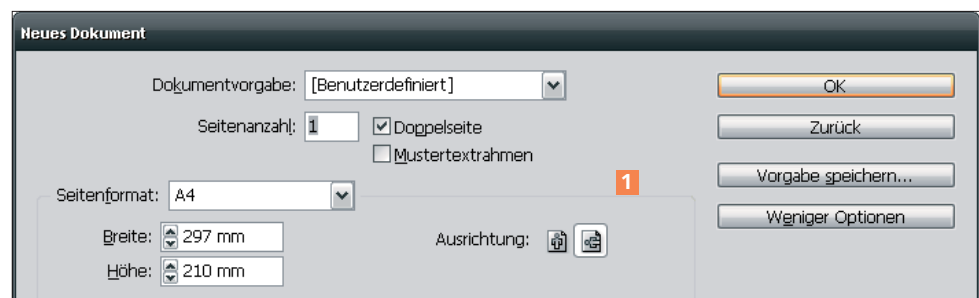 Neues Dokument
Dokumentvorgabe: [Benutzerdefiniert] OK
Seitenanzahl: 1 Doppelseite Zurück
Mustertextrahmen
1 Vorgabe speichern...
Seitenformat: A4
Weniger Optionen
Breite: 297 mm Ausrichtung:
Höhe: 210 mm